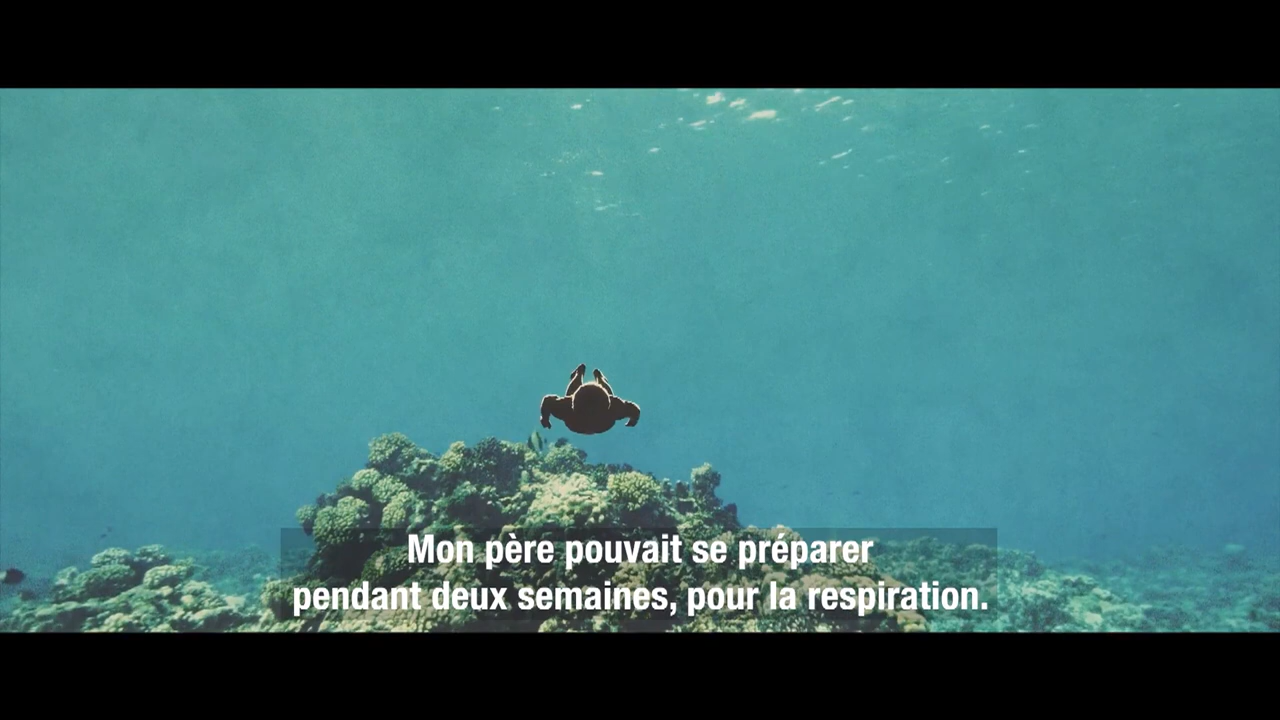 Mon père pouvait se préparer
pendant deux semaines, pour la respiration.